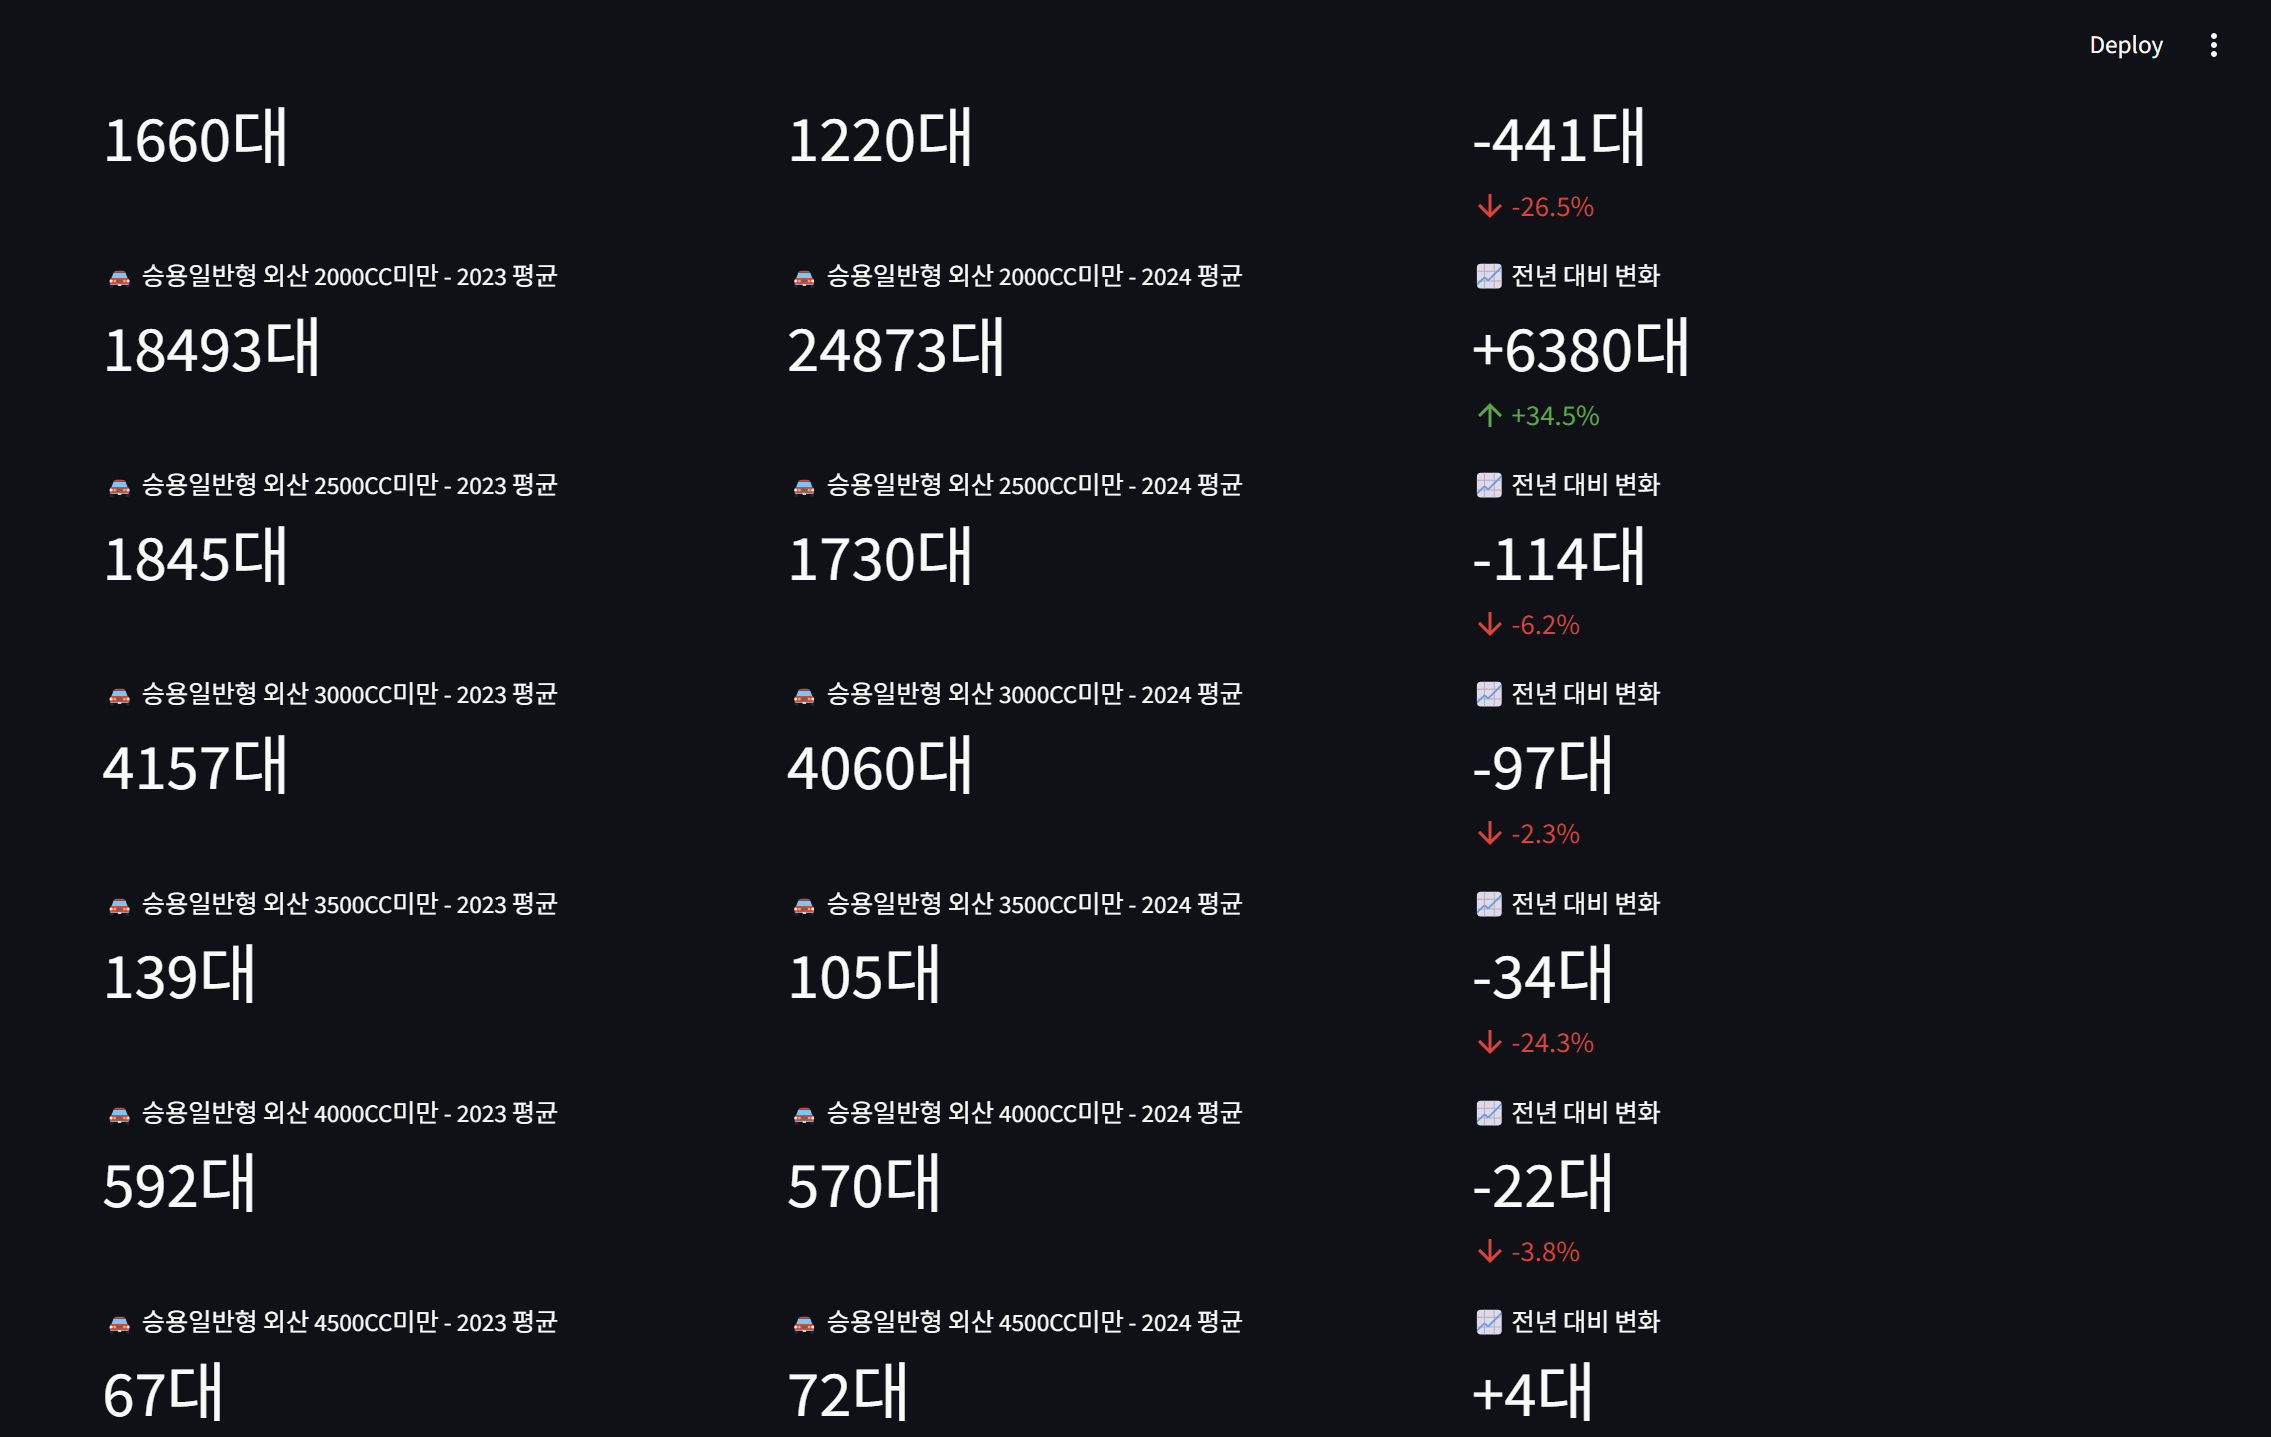 Deploy
1660대 1220대 -441대
-26.5%
승용일반형 외산 2000CC미만 - 2023 평균 승용일반형 외산 2000CC미만 - 2024 평균 전년 대비 변화
18493대 24873대 +6380대
+34.5%
승용일반형 외산 2500CC미만 - 2023 평균 승용일반형 외산 2500CC미만 - 2024 평균 전년 대비 변화
1845대 1730대 -114대
-6.2%
승용일반형 외산 3000CC미만 - 2023 평균 승용일반형 외산 3000CC미만 - 2024 평균 전년 대비 변화
4157대 4060대 -97대
-2.3%
승용일반형 외산 3500CC미만 - 2023 평균 승용일반형 외산 3500CC미만 - 2024 평균 전년 대비 변화
139대 105대 -34대
-24.3%
승용일반형 외산 4000CC미만 - 2023 평균 승용일반형 외산 4000CC미만 - 2024 평균 전년 대비 변화
592대 570대 -22대
-3.8%
승용일반형 외산 4500CC미만 - 2023 평균 승용일반형 외산 4500CC미만 - 2024 평균 전년 대비 변화
67대 72대 +4대